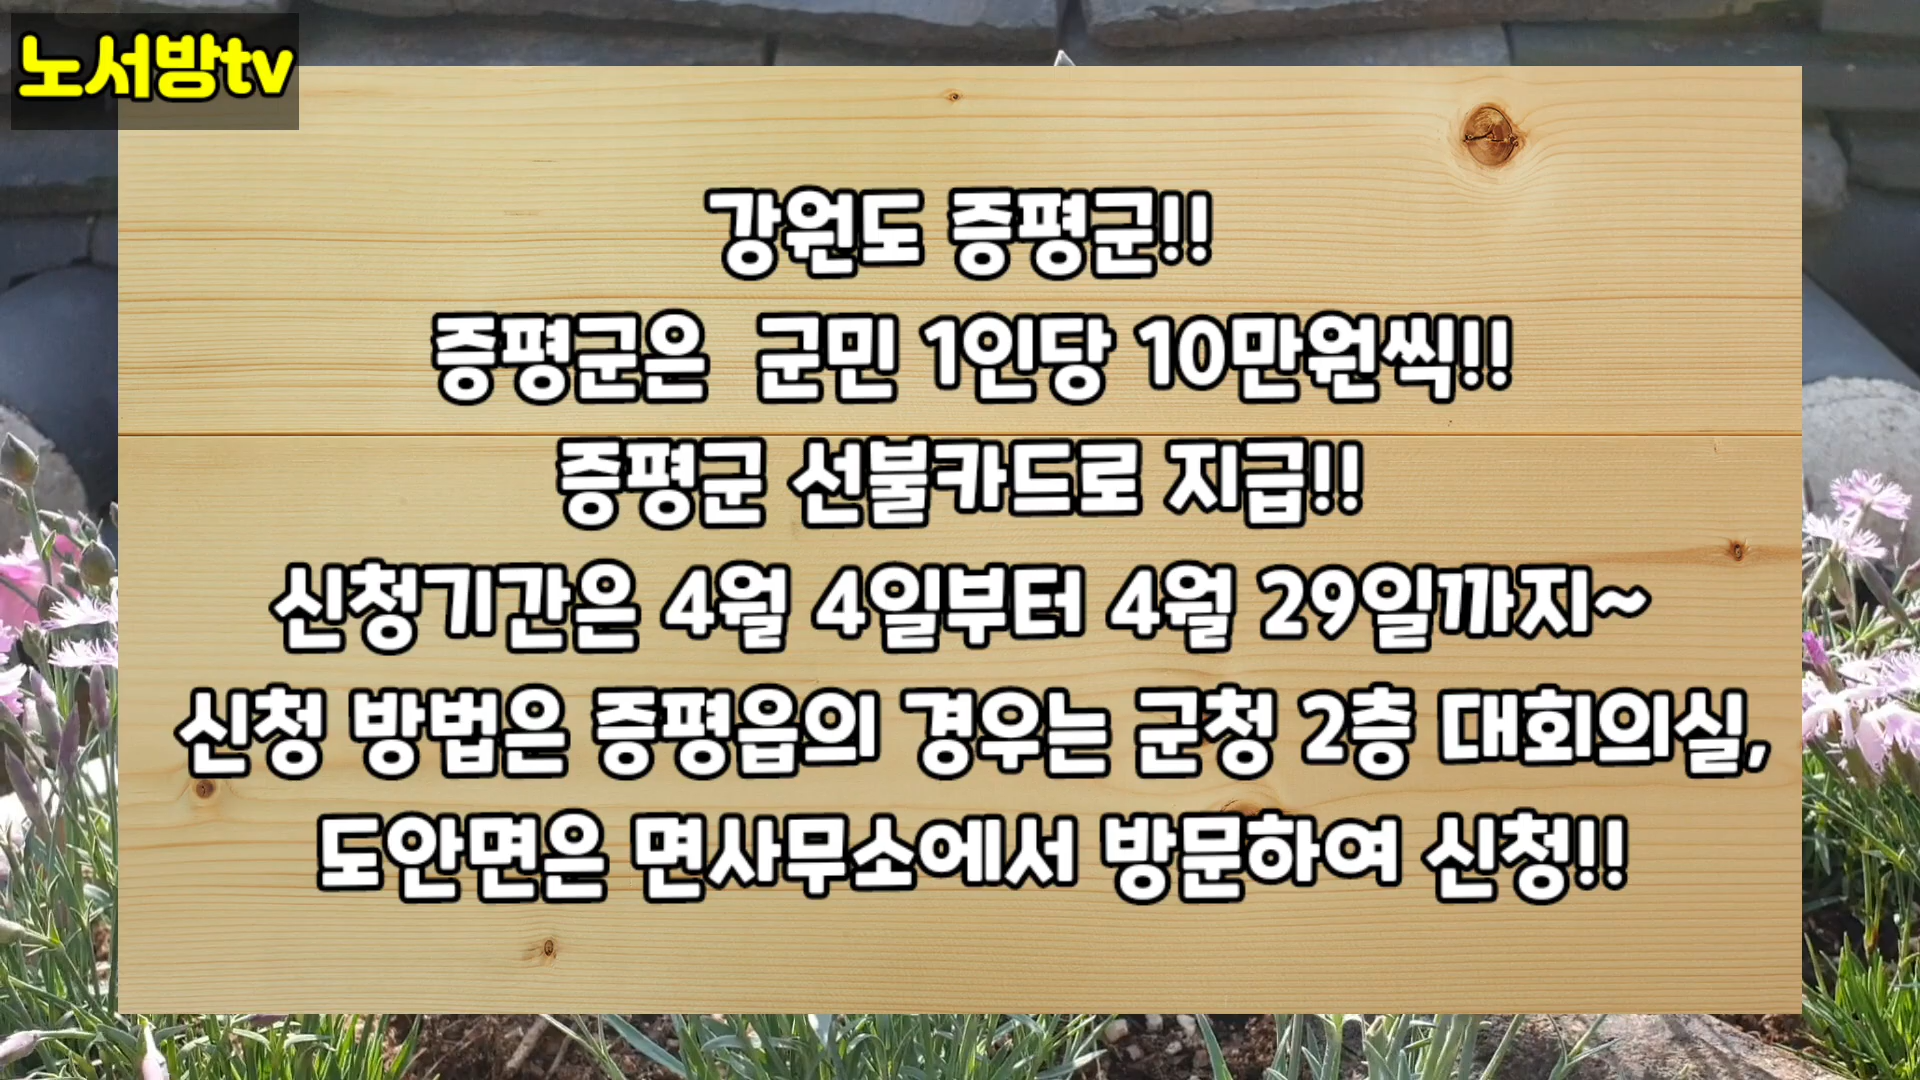 노서방tv
강원도 증평군!!
증평군은 군민 1인당 10만원씩!!
증평군 선불카드로 지급!!
신청기간은 4월 4일부터 4월 29일까지~
신청 방법은 증평읍의 경우는 군청 2층 대회의실,
도안면은 면사무소에서 방문하여 신청!!